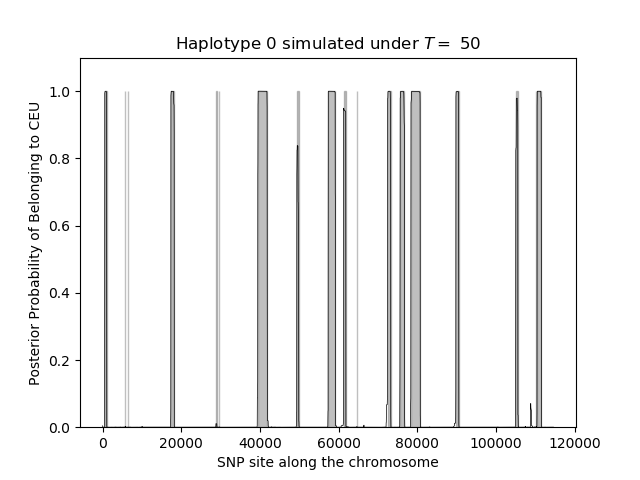 Haplotype 0 simulated under T = 50
Posterior Probability of Belonging to CEU
1.0
0.8
0.6
0.4
0.2
0.0
0 20000 40000 60000 80000 100000 120000
SNP site along the chromosome